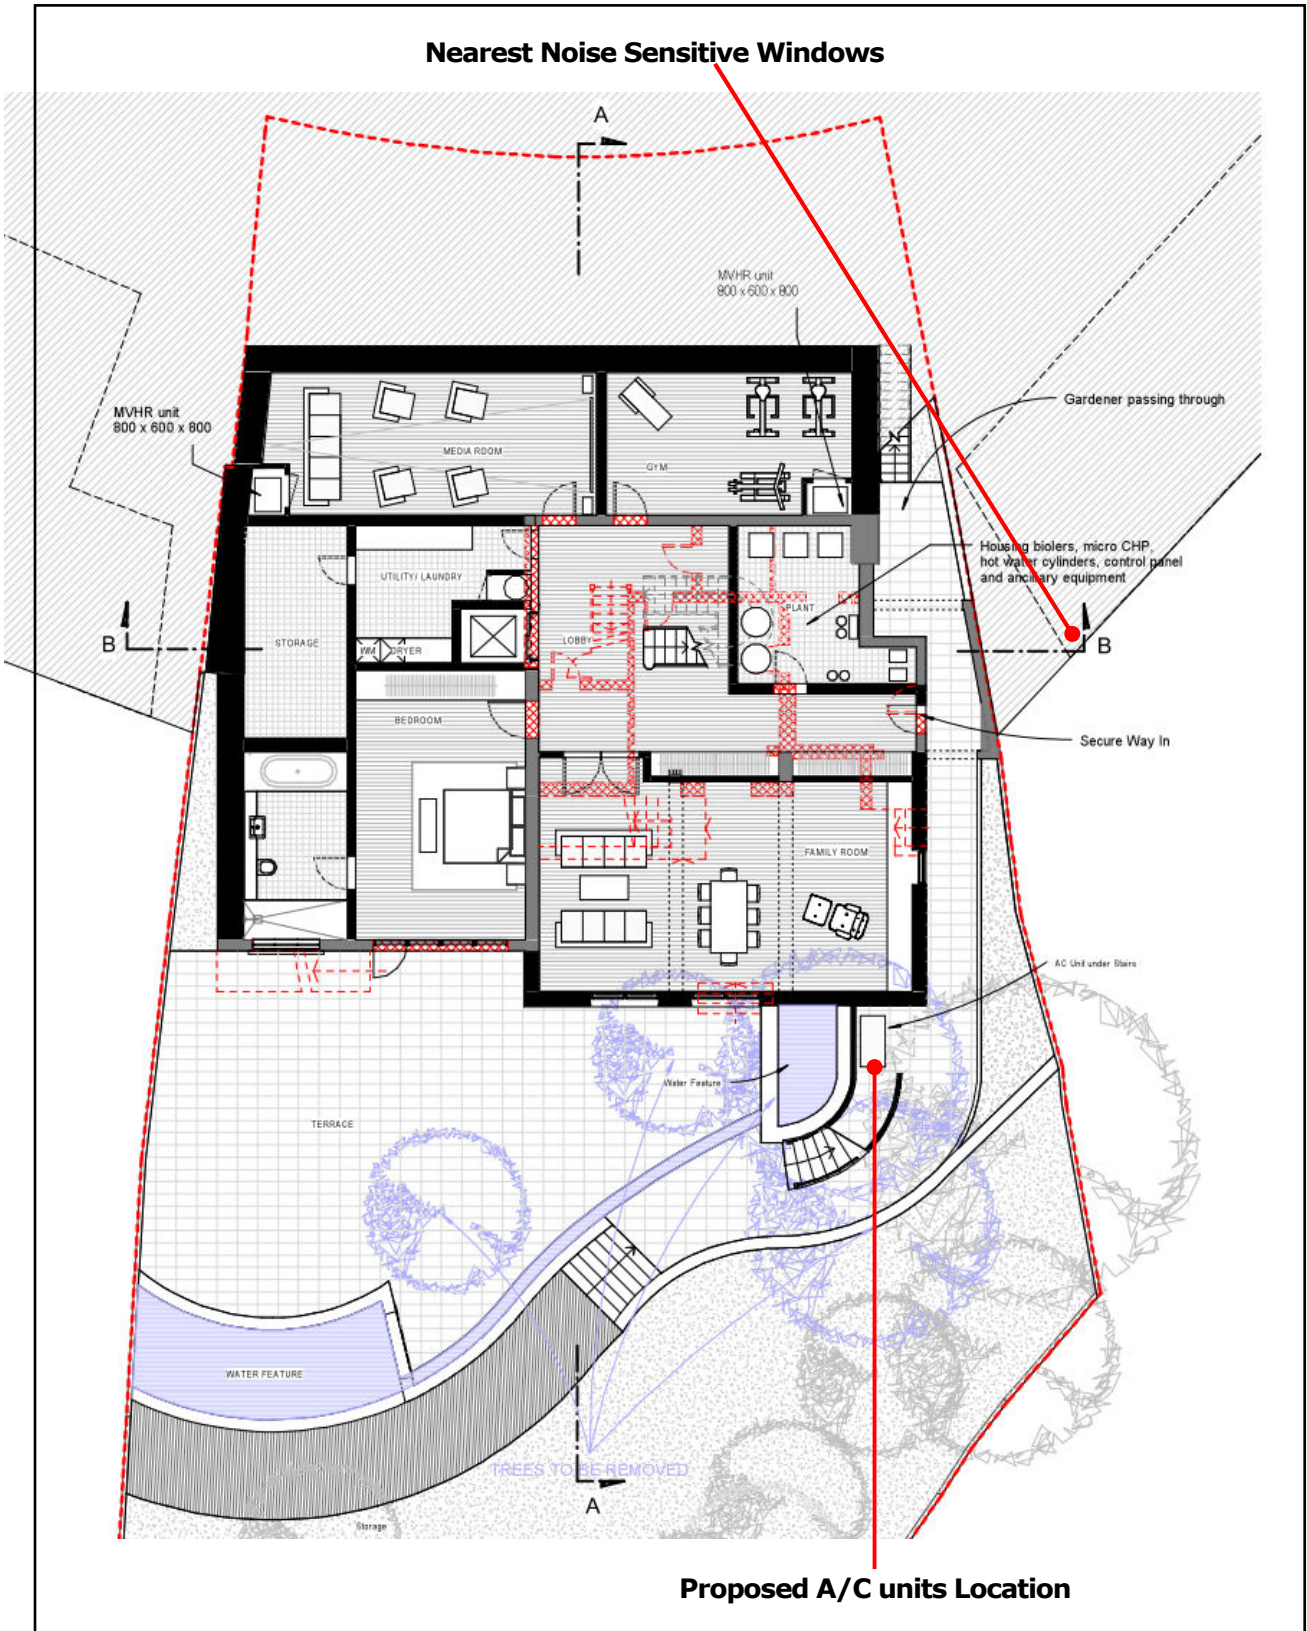 Nearest Noise Sensitive Windows
A
MVHR unit
800 x 600 x 800
MVHR unit
800 x 600 x 800
Gardener passing through
MEDIA ROOM
GYM
Housing biolers, micro CHP,
hot water cylinders, control panel
and ancillary equipment
UTILITY/ LAUNDRY
PLANT
B
STORAGE
WM
DRYER
LOBBY
B
BEDROOM
Secure Way In
FAMILY ROOM
AC Unit under Stairs
Water Feature
TERRACE
WATER FEATURE
TREES TO BE REMOVED
A
Storage
Proposed A/C units Location